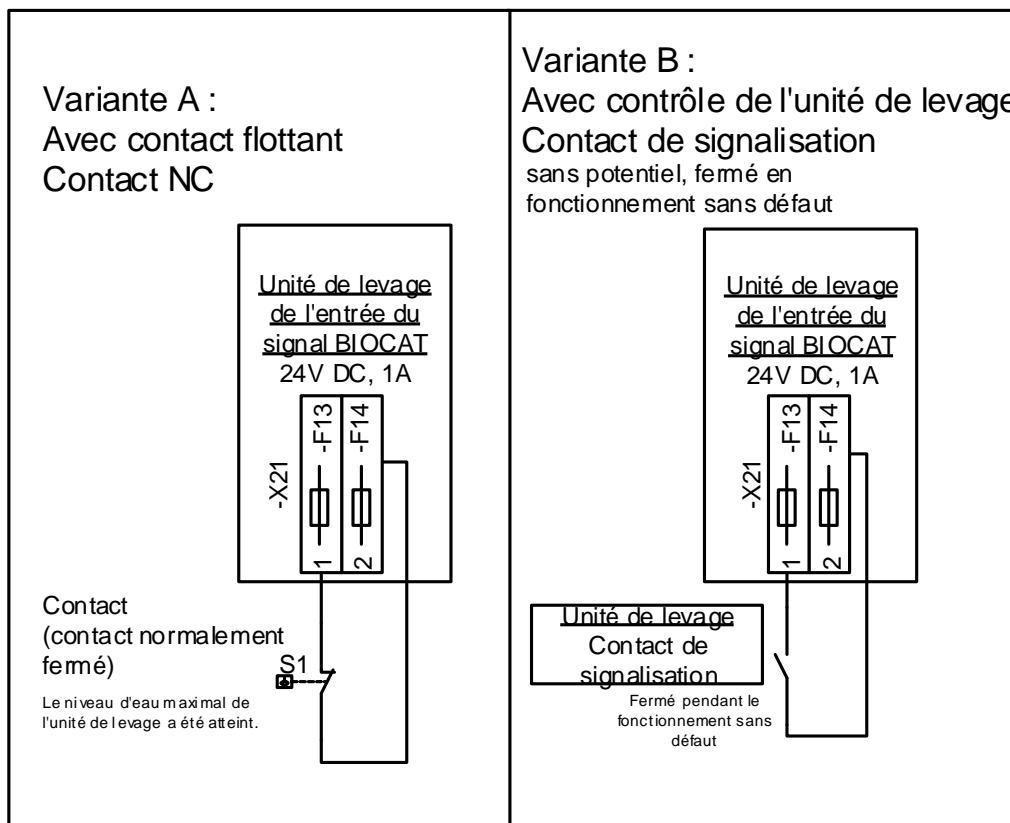 Variante A :
Avec contact flottant
Contact NC
Unité de levage
de l'entrée du
signal BIOCAT
24V DC, 1A
-X21
-F13
-F14
1
2
Contact
(contact normalement
fermé)
S1
Le niveau d'eau maximal de
l'unité de levage a été atteint.
Variante B :
Avec contrôle de l'unité de levage
Contact de signalisation
sans potentiel, fermé en
fonctionnement sans défaut
Unité de levage
de l'entrée du
signal BIOCAT
24V DC, 1A
-X21
-F13
-F14
1
2
Unité de levage
Contact de
signalisation
Fermé pendant le
fonctionnement sans
défaut